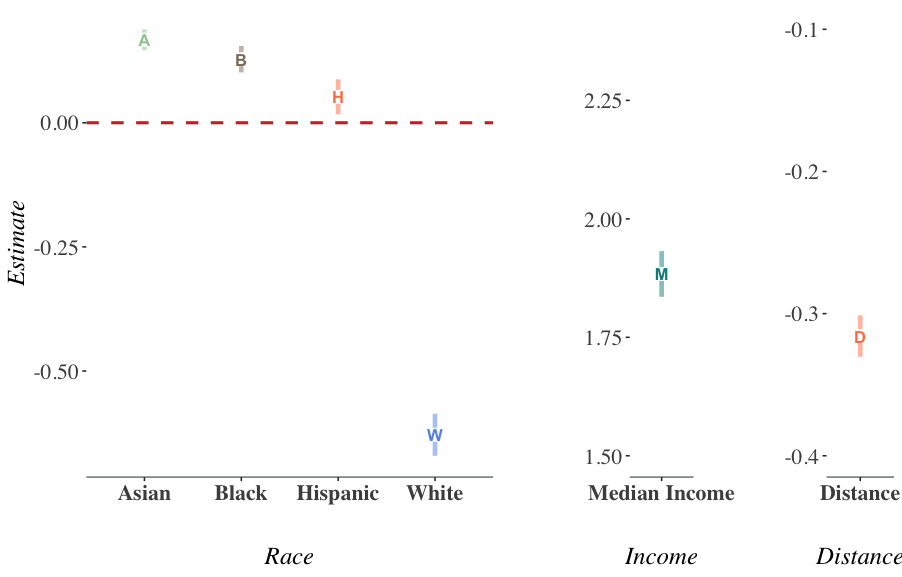 Estimate
0.00
-0.25
-0.50
A
B
H
W
Asian Black Hispanic White
Race
2.25
2.00
1.75
1.50
M
Median Income
Income
-0.1
-0.2
-0.3
-0.4
D
Distance
Distance